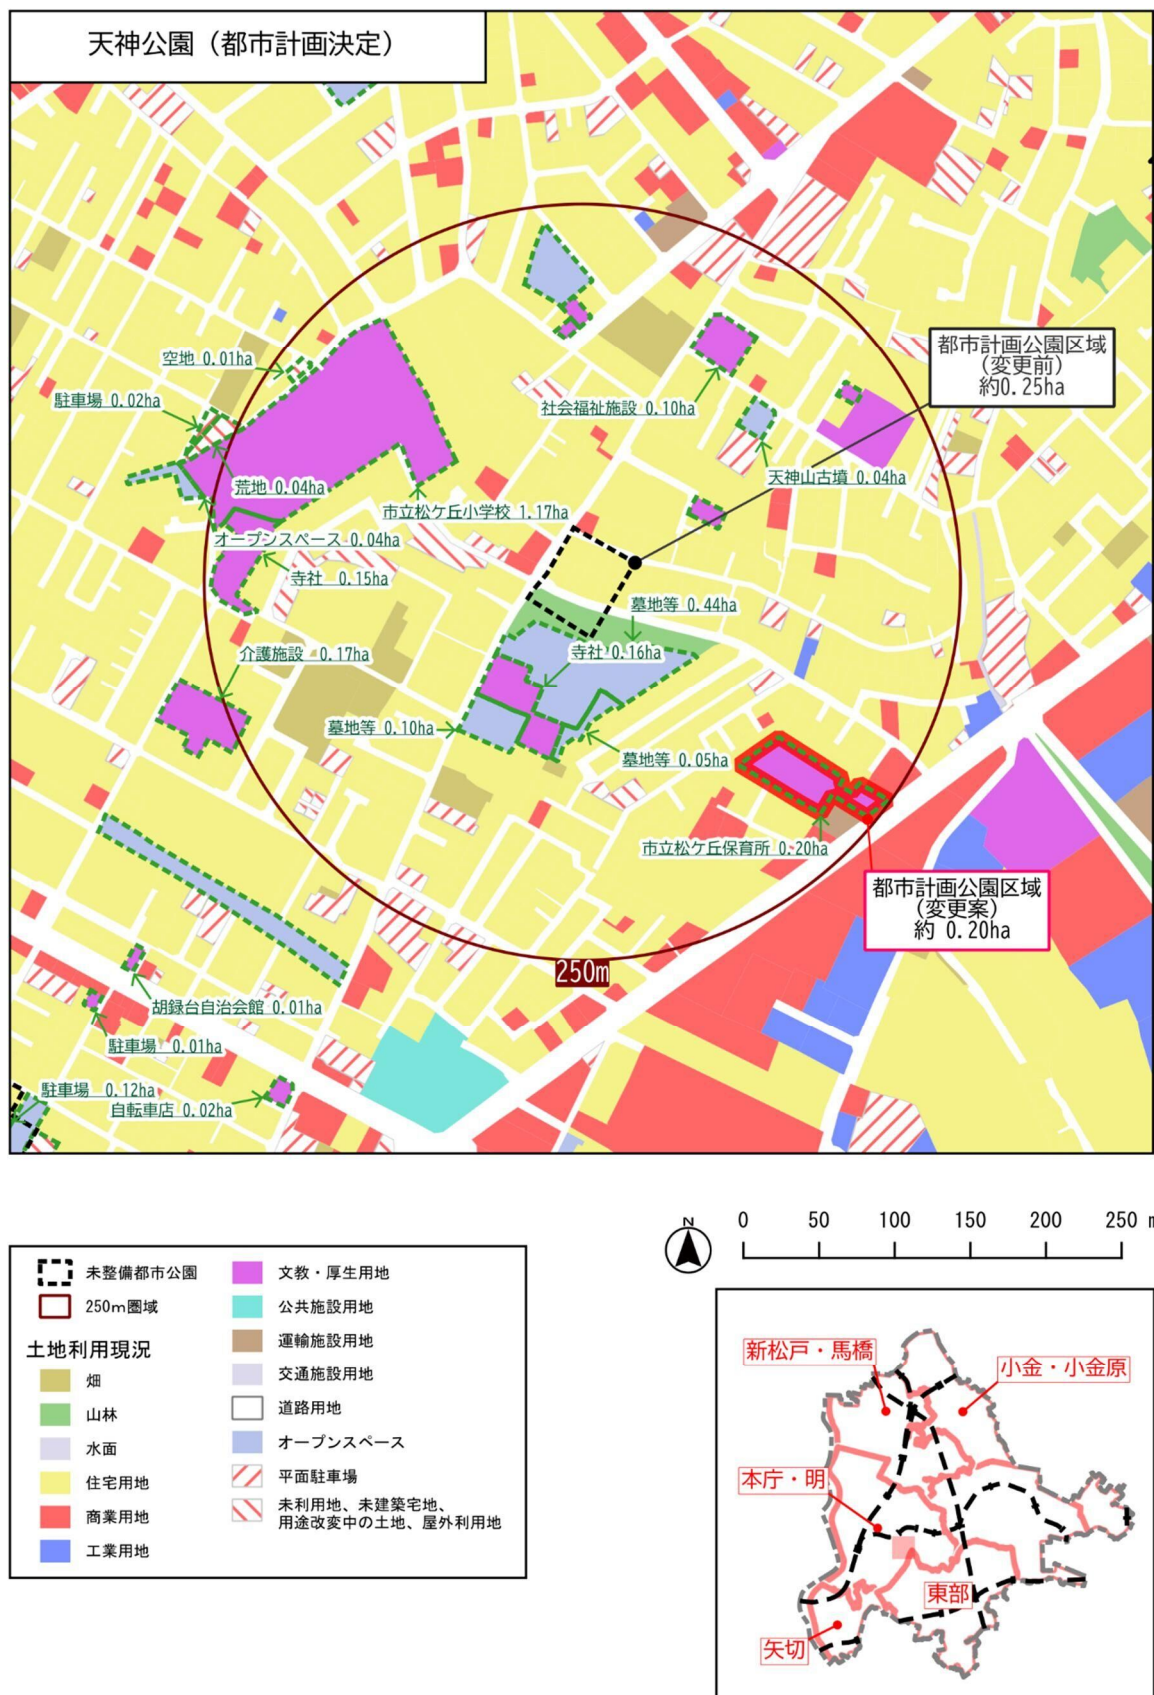 天神公園（都市計画決定）
都市計画公園区域
（変更前）
約0.25ha
空地 0.01ha
駐車場 0.02ha
社会福祉施設 0.10ha
荒地 0.04ha
天神山古墳 0.04ha
市立松ケ丘小学校 1.17ha
オープンスペース 0.04ha
寺社 0.15ha
墓地等 0.44ha
介護施設 0.17ha
寺社 0.16ha
墓地等 0.10ha
墓地等 0.05ha
市立松ケ丘保育所 0.20ha
都市計画公園区域
（変更案）
約 0.20ha
250m
胡録台自治会館 0.01ha
駐車場 0.01ha
駐車場 0.12ha
自転車店 0.02ha
N
0 50 100 150 200 250 m
未整備都市公園
250m圏域
土地利用現況
畑
山林
水面
住宅用地
商業用地
工業用地
文教・厚生用地
公共施設用地
運輸施設用地
交通施設用地
道路用地
オープンスペース
平面駐車場
未利用地、未建築宅地、
用途改変中の土地、屋外利用地
新松戸・馬橋
小金・小金原
本庁・明
東部
矢切